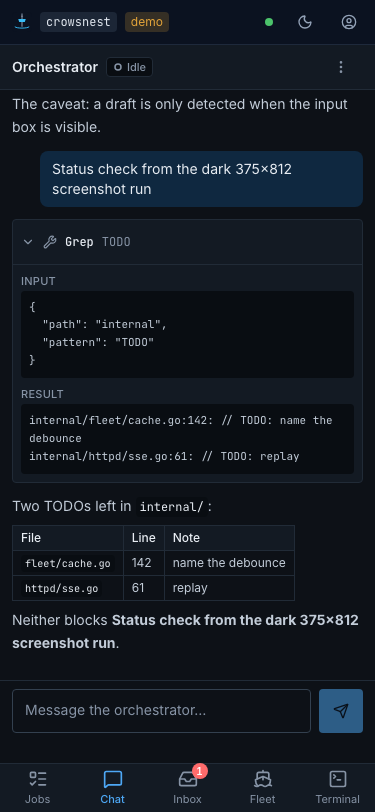 crowsnest demo
Orchestrator Idle
The caveat: a draft is only detected when the input
box is visible.
Status check from the dark 375×812
screenshot run
Grep TODO
INPUT
{
"path": "internal",
"pattern": "TODO"
}
RESULT
internal/fleet/cache.go:142: // TODO: name the
debounce
internal/httpd/sse.go:61: // TODO: replay
Two TODOs left in internal/ :
File Line Note
fleet/cache.go 142 name the debounce
httpd/sse.go 61 replay
Neither blocks Status check from the dark 375×812
screenshot run.
Message the orchestrator...
1
Jobs Chat Inbox Fleet Terminal